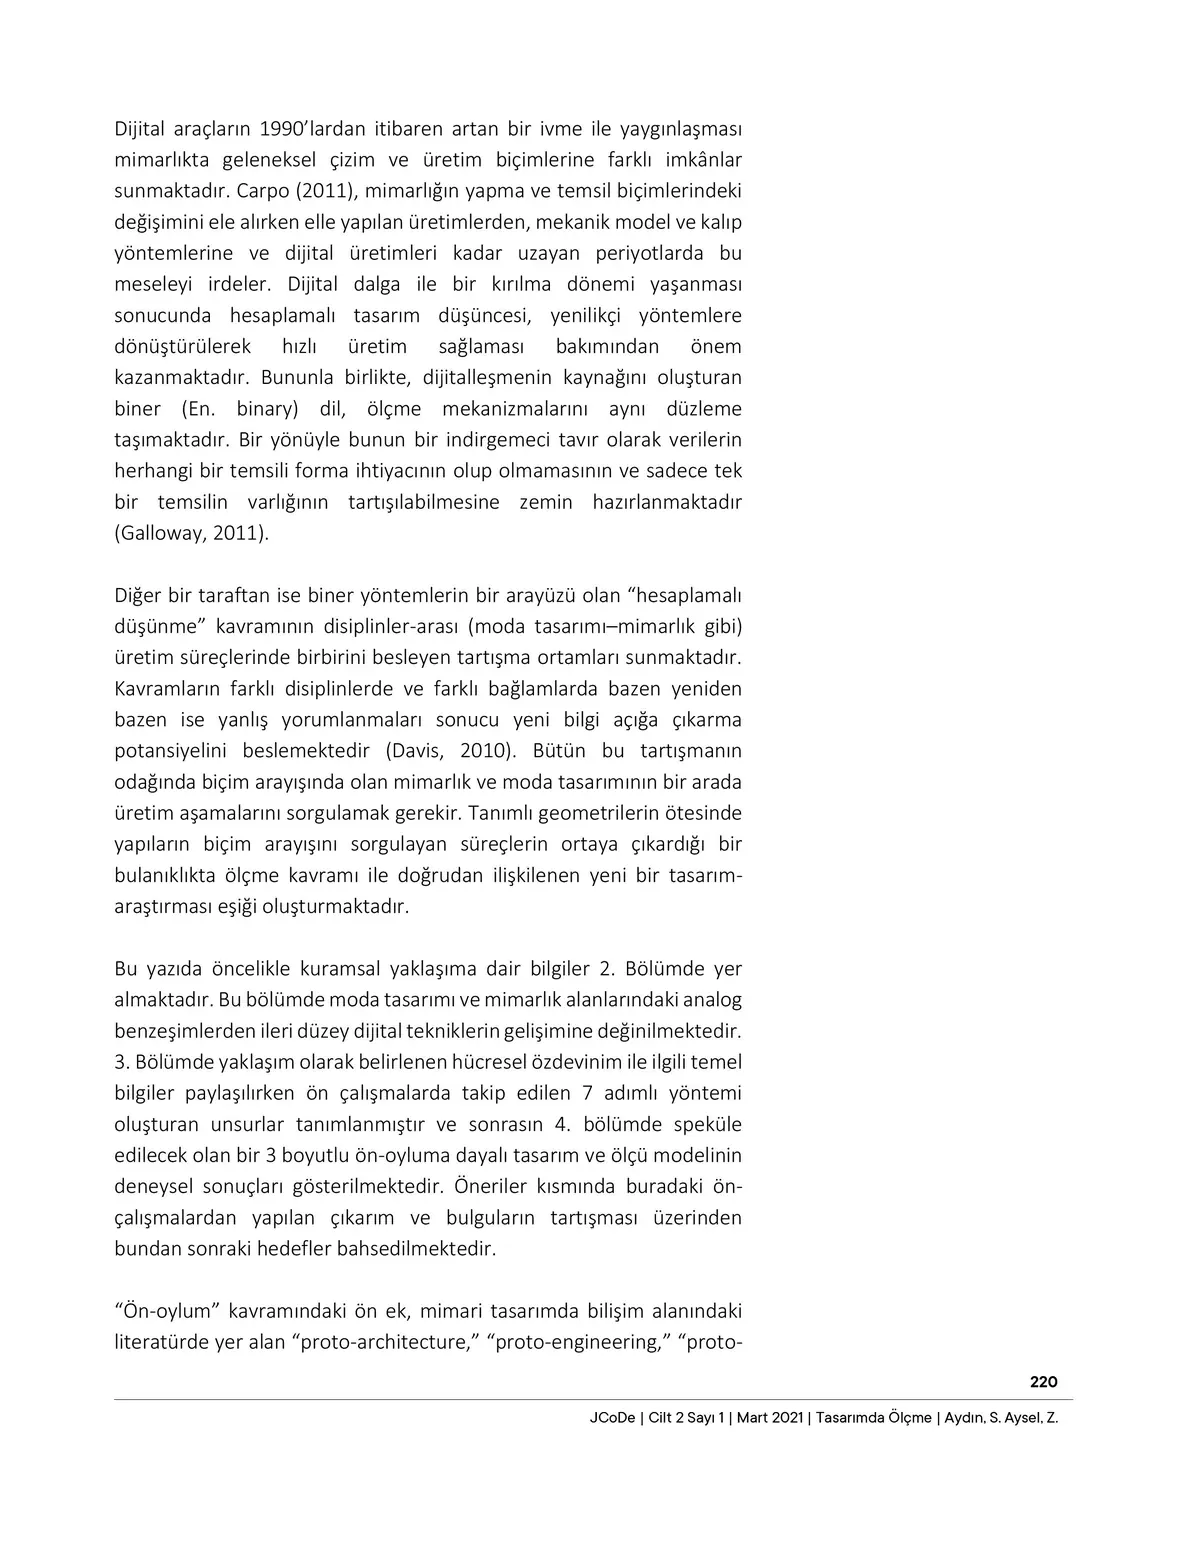 Dijital araçların 1990’lardan itibaren artan bir ivme ile yaygınlaşması
mimarlıkta geleneksel çizim ve üretim biçimlerine farklı imkânlar
sunmaktadır. Carpo (2011), mimarlığın yapma ve temsil biçimlerindeki
değişimini ele alırken elle yapılan üretimlerden, mekanik model ve kalıp
yöntemlerine ve dijital üretimleri kadar uzayan periyotlarda bu
meseleyi irdeler. Dijital dalga ile bir kırılma dönemi yaşanması
sonucunda hesaplamalı tasarım düşüncesi, yenilikçi yöntemlere
dönüştürülerek hızlı üretim sağlaması bakımından önem
kazanmaktadır. Bununla birlikte, dijitalleşmenin kaynağını oluşturan
biner (En. binary) dil, ölçme mekanizmalarını aynı düzleme
taşımaktadır. Bir yönüyle bunun bir indirgemeci tavır olarak verilerin
herhangi bir temsili forma ihtiyacının olup olmamasının ve sadece tek
bir temsilin varlığının tartışılabilmesine zemin hazırlanmaktadır
(Galloway, 2011).
Diğer bir taraftan ise biner yöntemlerin bir arayüzü olan “hesaplamalı
düşünme” kavramının disiplinler-arası (moda tasarımı–mimarlık gibi)
üretim süreçlerinde birbirini besleyen tartışma ortamları sunmaktadır.
Kavramların farklı disiplinlerde ve farklı bağlamlarda bazen yeniden
bazen ise yanlış yorumlanmaları sonucu yeni bilgi açığa çıkarma
potansiyelini beslemektedir (Davis, 2010). Bütün bu tartışmanın
odağında biçim arayışında olan mimarlık ve moda tasarımının bir arada
üretim aşamalarını sorgulamak gerekir. Tanımlı geometrilerin ötesinde
yapıların biçim arayışını sorgulayan süreçlerin ortaya çıkardığı bir
bulanıklıkta ölçme kavramı ile doğrudan ilişkilenen yeni bir tasarım-
araştırması eşiği oluşturmaktadır.
Bu yazıda öncelikle kuramsal yaklaşıma dair bilgiler 2. Bölümde yer
almaktadır. Bu bölümde moda tasarımı ve mimarlık alanlarındaki analog
benzeşimlerden ileri düzey dijital tekniklerin gelişimine değinilmektedir.
3. Bölümde yaklaşım olarak belirlenen hücresel özdevinim ile ilgili temel
bilgiler paylaşılırken ön çalışmalarda takip edilen 7 adımlı yöntemi
oluşturan unsurlar tanımlanmıştır ve sonrasın 4. bölümde speküle
edilecek olan bir 3 boyutlu ön-oyluma dayalı tasarım ve ölçü modelinin
deneysel sonuçları gösterilmektedir. Öneriler kısmında buradaki ön-
çalışmalardan yapılan çıkarım ve bulguların tartışması üzerinden
bundan sonraki hedefler bahsedilmektedir.
“Ön-oylum” kavramındaki ön ek, mimari tasarımda bilişim alanındaki
literatürde yer alan “proto-architecture,” “proto-engineering,” “proto-
220
JCoDe | Cilt 2 Sayı 1 | Mart 2021 | Tasarımda Ölçme | Aydın, S. Aysel, Z.